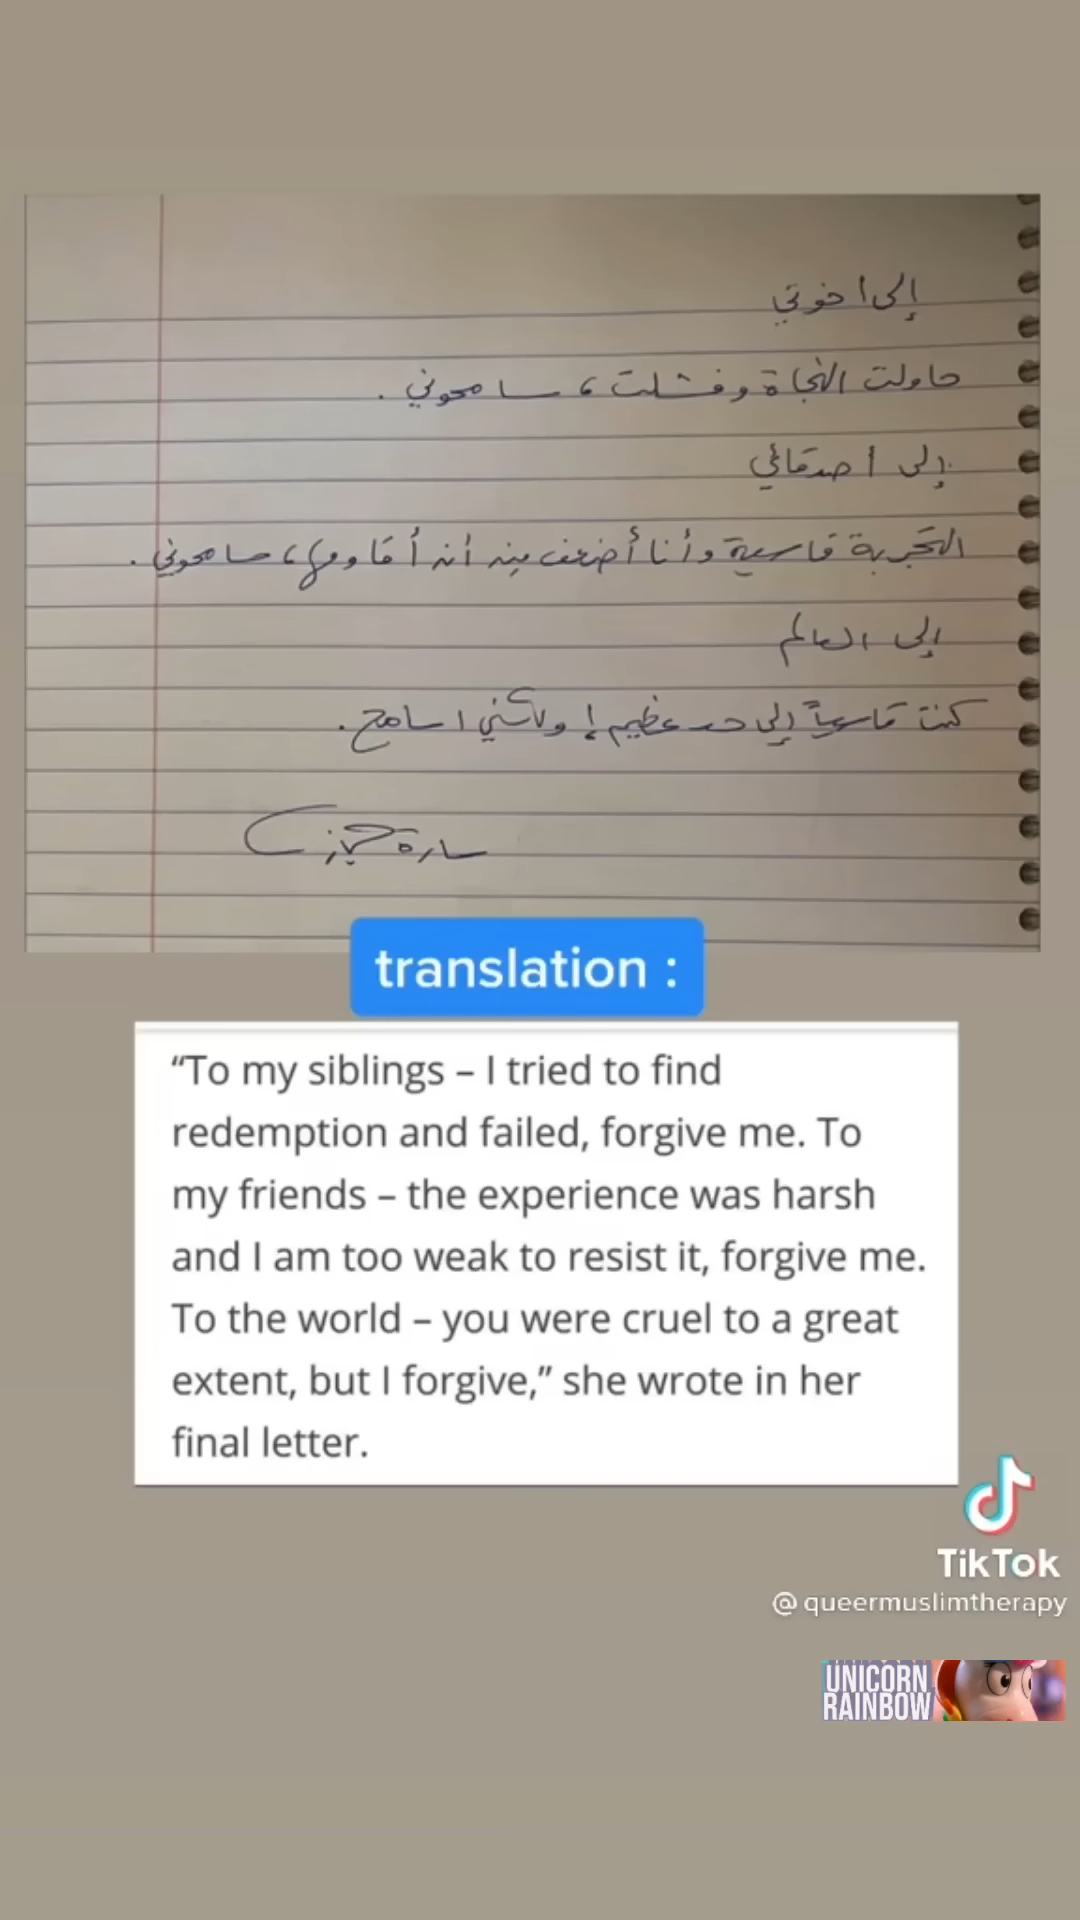 إلى اخوتي
حاولت النجاة وفشلت، سامحوني.
إلى أصدقائي
التجربة قاسية وأنا أضعف من أن أقاومها، سامحوني.
إلى العالم
كنت قاسياً إلى حد عظيم! ولاكني اسامح.
سارة حجازي
translation :
“To my siblings – I tried to find
redemption and failed, forgive me. To
my friends – the experience was harsh
and I am too weak to resist it, forgive me.
To the world – you were cruel to a great
extent, but I forgive,” she wrote in her
final letter.
TikTok
@queermuslimtherapy
UNICORN
RAINBOW